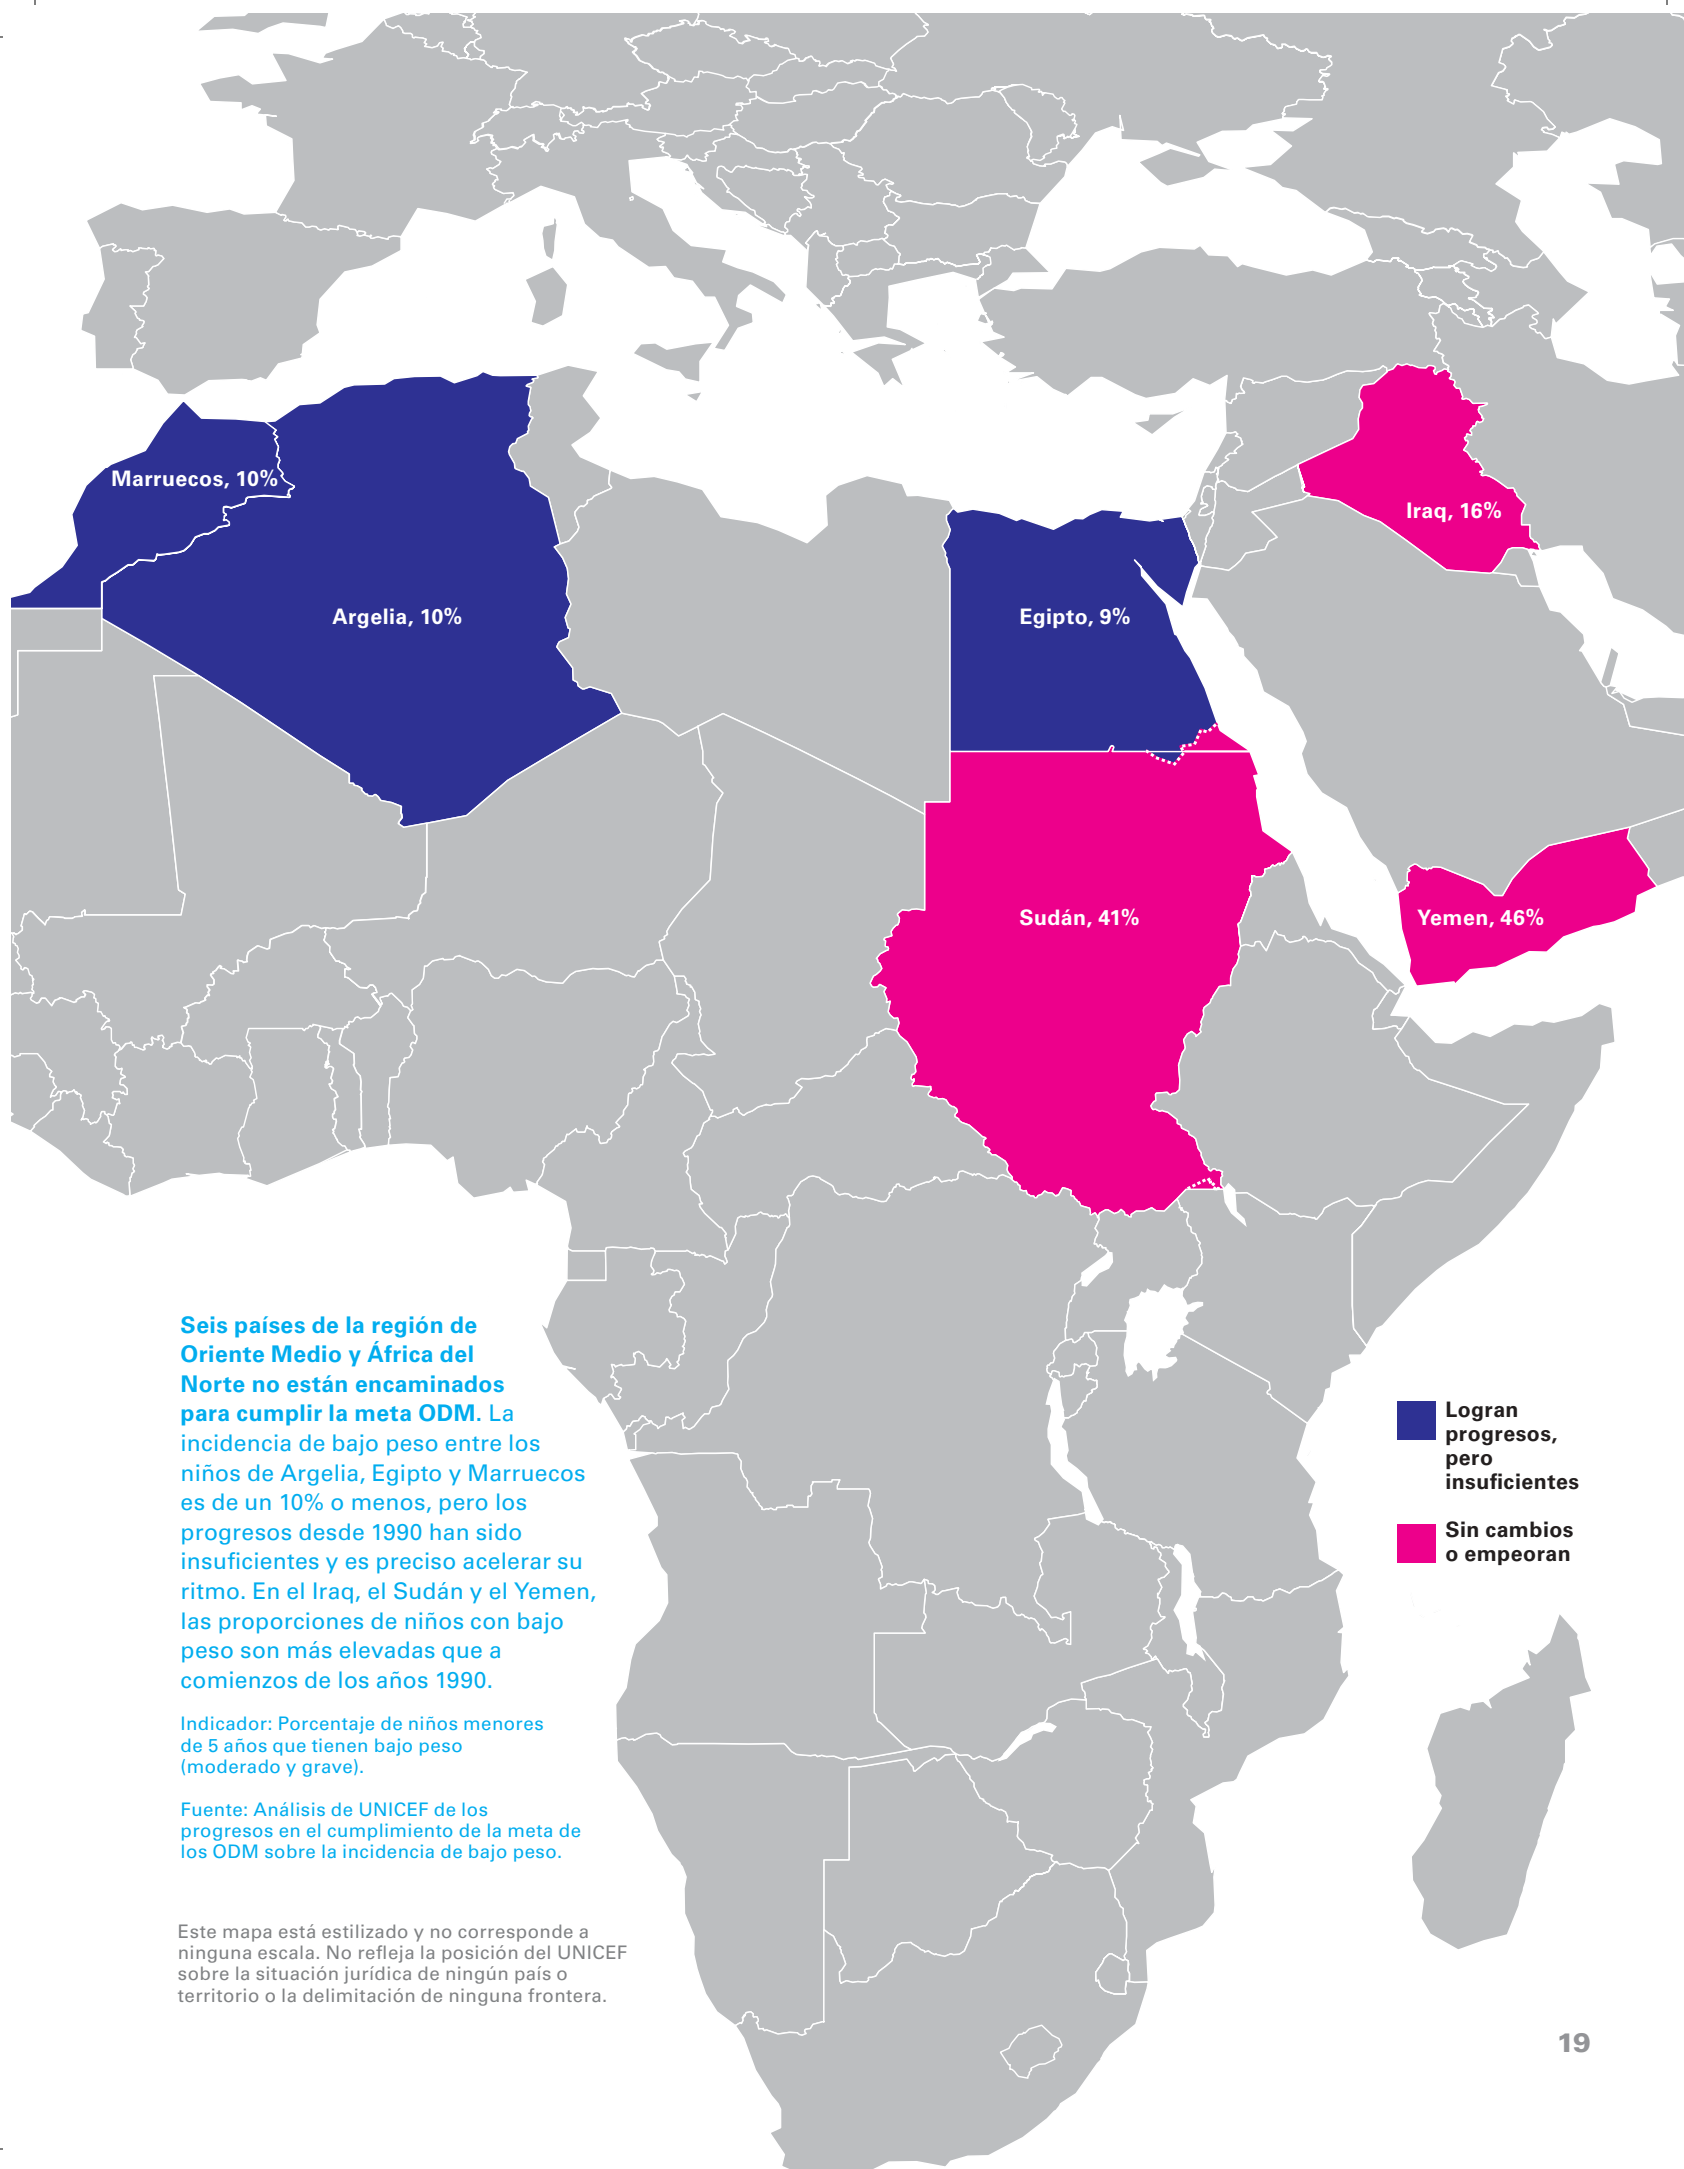 Marruecos, 10%
Iraq, 16%
Argelia, 10%
Egipto, 9%
Sudán, 41%
Yemen, 46%
Seis países de la región de
Oriente Medio y África del
Norte no están encaminados
para cumplir la meta ODM. La
incidencia de bajo peso entre los
niños de Argelia, Egipto y Marruecos
es de un 10% o menos, pero los
progresos desde 1990 han sido
insuficientes y es preciso acelerar su
ritmo. En el Iraq, el Sudán y el Yemen,
las proporciones de niños con bajo
peso son más elevadas que a
comienzos de los años 1990.
Indicador: Porcentaje de niños menores
de 5 años que tienen bajo peso
(moderado y grave).
Fuente: Análisis de UNICEF de los
progresos en el cumplimiento de la meta de
los ODM sobre la incidencia de bajo peso.
Este mapa está estilizado y no corresponde a
ninguna escala. No refleja la posición del UNICEF
sobre la situación jurídica de ningún país o
territorio o la delimitación de ninguna frontera.
Logran
progresos,
pero
insuficientes
Sin cambios
o empeoran
19